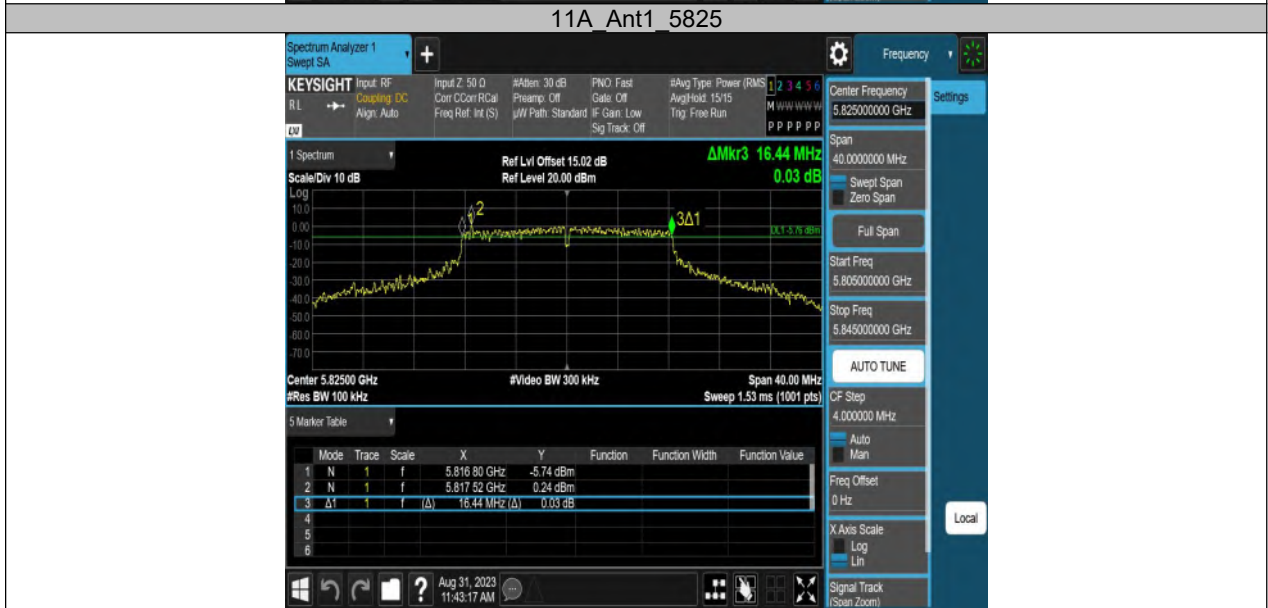 11A_Ant1_5825
Spectrum Analyzer 1
Swept SA
+
Frequency
KEYSIGHT Input: RF
RL
Coupling: DC
Align: Auto
LXI
Input Z: 50 Ω
Corr CCorr RCal
Freq Ref: Int (S)
#Atten: 30 dB
Preamp: Off
µW Path: Standard
PNO: Fast
Gate: Off
IF Gain: Low
Sig Track: Off
#Avg Type: Power (RMS
Avg|Hold: 15/15
Trig: Free Run
1 2 3 4 5 6
M W W W W W
P P P P P P
Center Frequency
5.825000000 GHz
Settings
Span
40.0000000 MHz
Swept Span
Zero Span
Full Span
Start Freq
5.805000000 GHz
Stop Freq
5.845000000 GHz
AUTO TUNE
CF Step
4.000000 MHz
Auto
Man
Freq Offset
0 Hz
X Axis Scale
Log
Lin
Signal Track
(Span Zoom)
Local
1 Spectrum
Ref Lvl Offset 15.02 dB
ΔMkr3 16.44 MHz
Scale/Div 10 dB
Ref Level 20.00 dBm
0.03 dB
Log
10.0
0.00
-10.0
-20.0
-30.0
-40.0
-50.0
-60.0
-70.0
2
3Δ1
DL1 -5.76 dBm
Center 5.82500 GHz
#Video BW 300 kHz
Span 40.00 MHz
#Res BW 100 kHz
Sweep 1.53 ms (1001 pts)
5 Marker Table
Mode Trace Scale X Y Function Function Width Function Value
1 N 1 f 5.816 80 GHz -5.74 dBm
2 N 1 f 5.817 52 GHz 0.24 dBm
3 Δ1 1 f (Δ) 16.44 MHz (Δ) 0.03 dB
4
5
6
?
Aug 31, 2023
11:43:17 AM